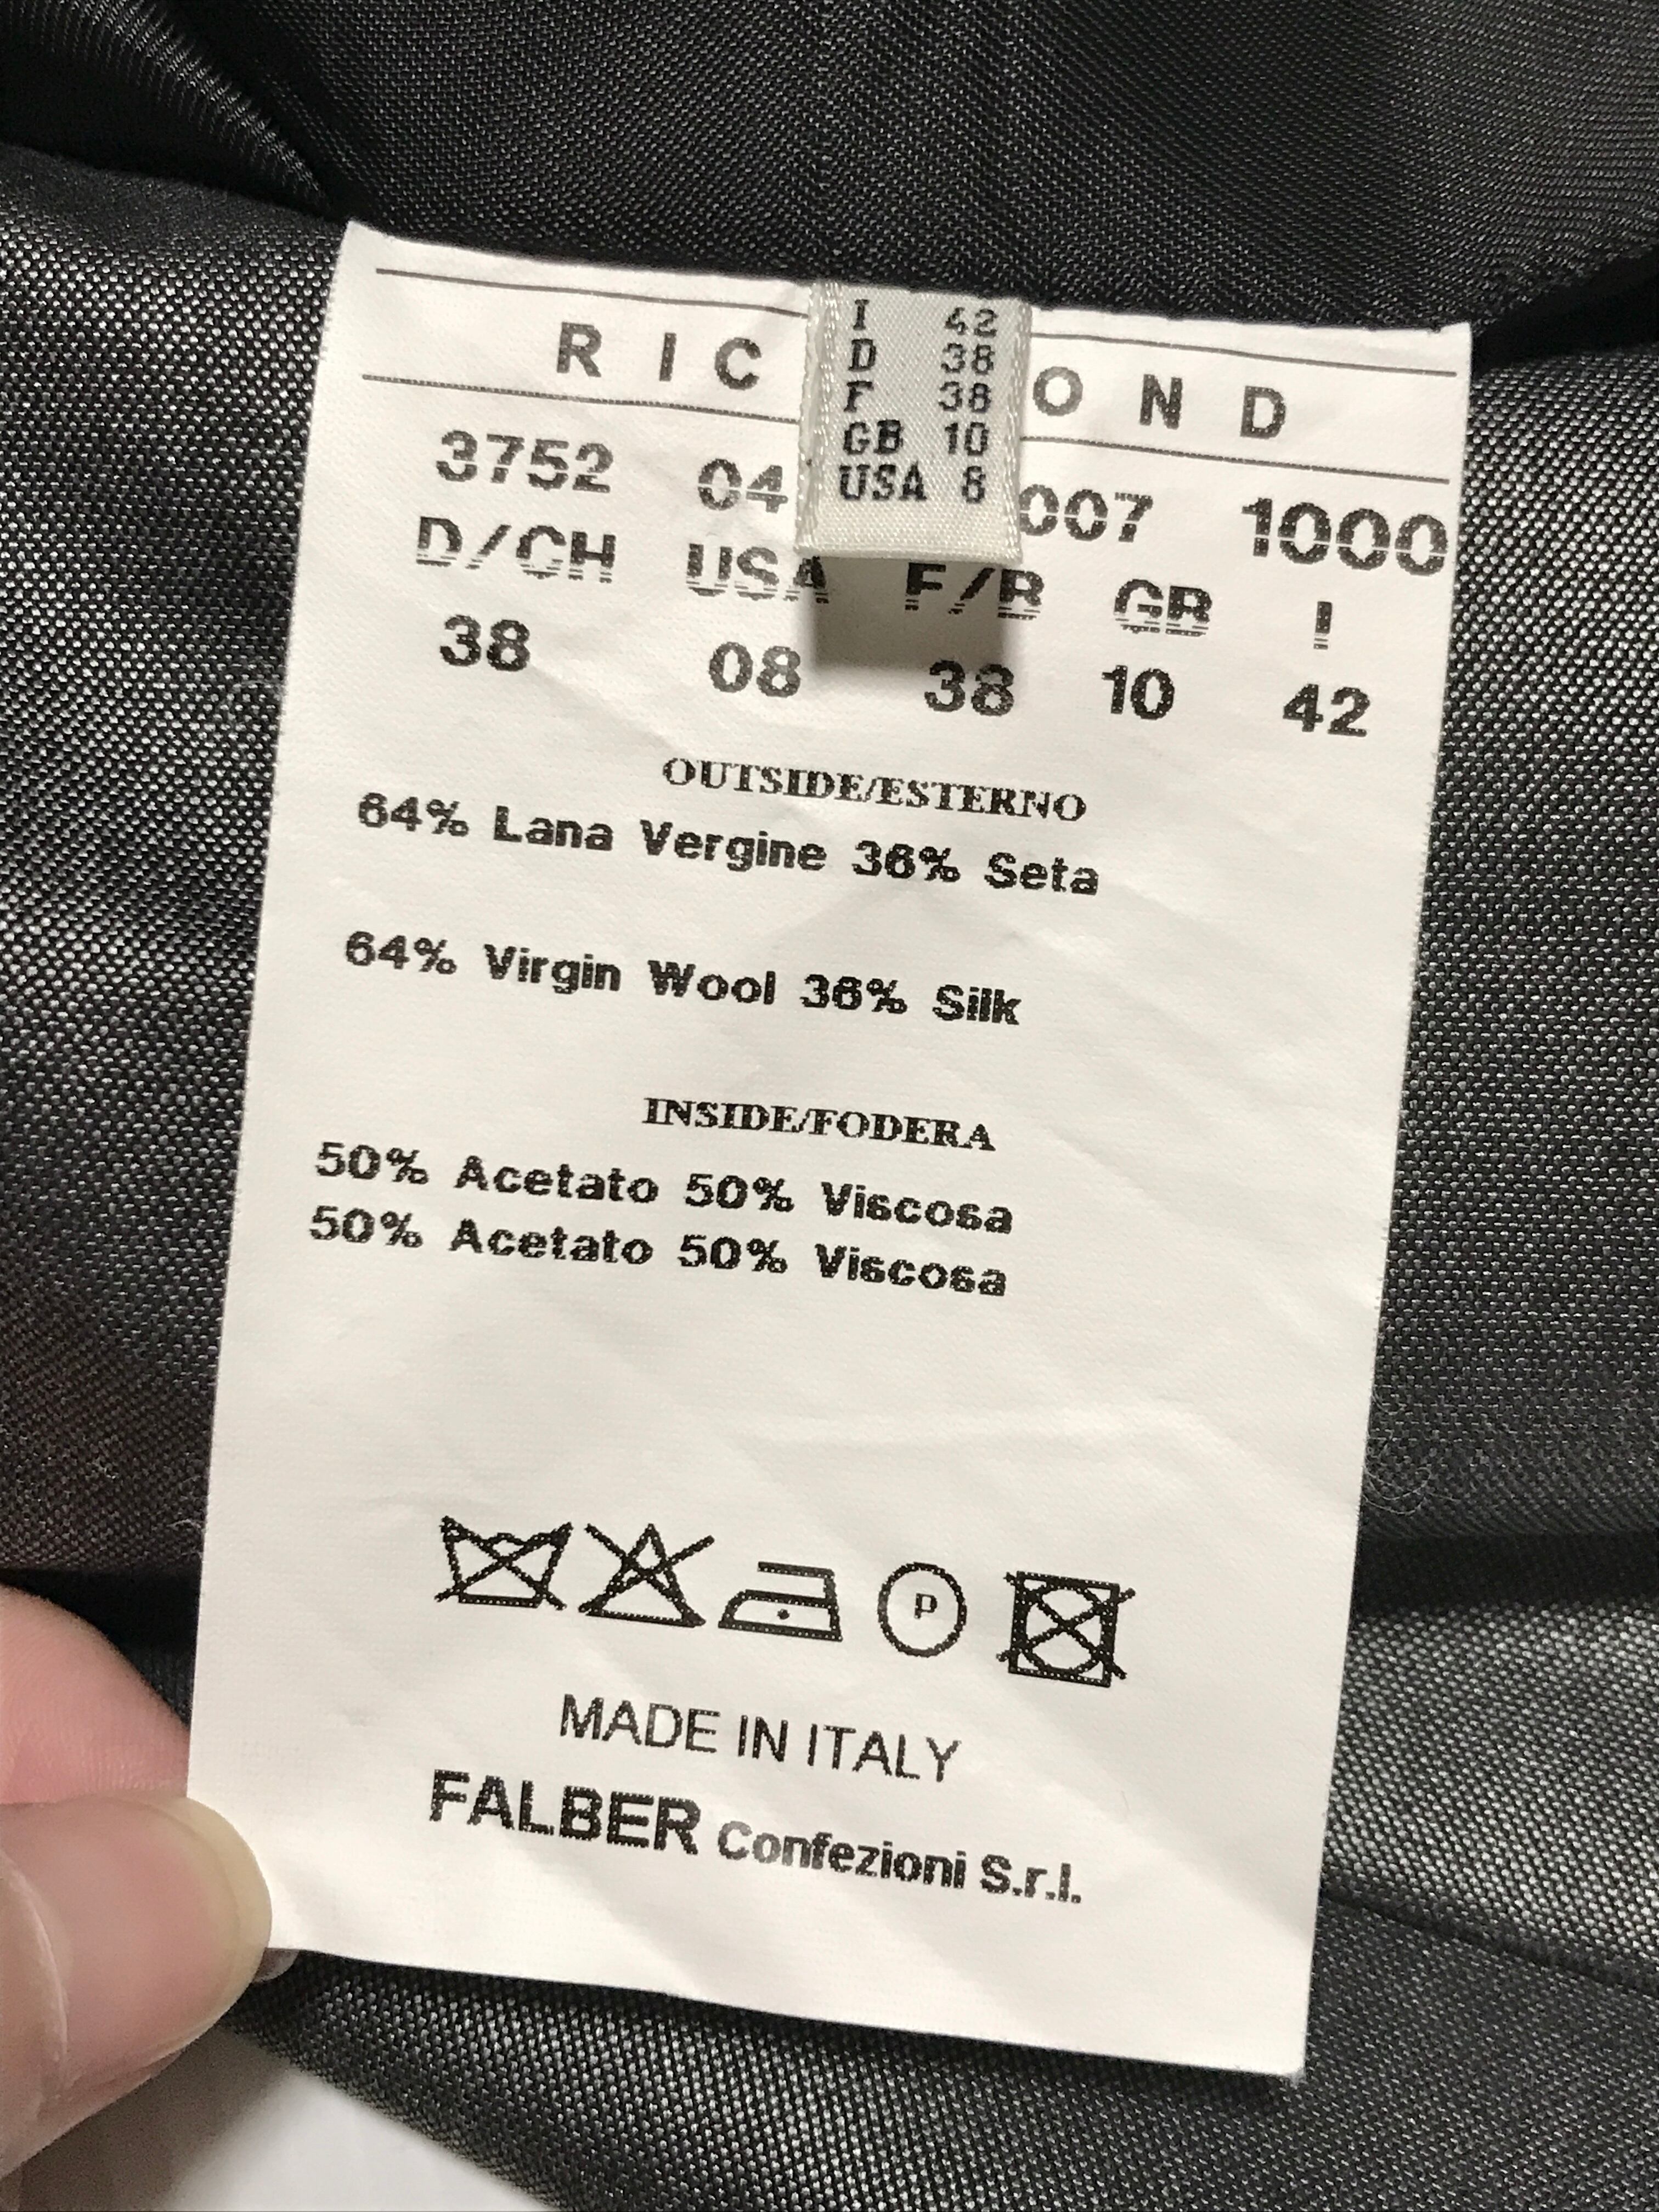 I 42
D 38
F 38
GB 10
USA 8
RIC OND
3752 04 007 1000
D/CH USA F/B GB I
38 08 38 10 42
OUTSIDE/ESTERNO
64% Lana Vergine 36% Seta
64% Virgin Wool 36% Silk
INSIDE/FODERA
50% Acetato 50% Viscosa
50% Acetato 50% Viscosa
P
MADE IN ITALY
FALBER Confezioni S.r.l.